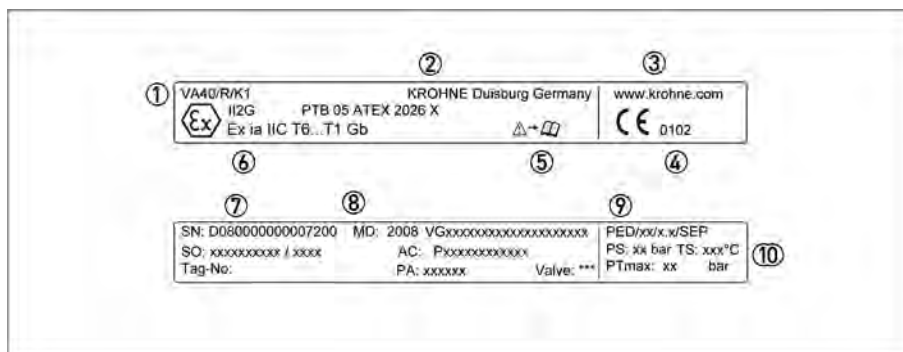 ② ③
① VA40/R/K1 KROHNE Duisburg Germany www.krohne.com
II2G PTB 05 ATEX 2026 X
Ex Ex ia IIC T6...T1 Gb CE 0102
⑥ ⑤ ④
⑦ ⑧ ⑨
SN: D080000000007200 MD: 2008 VGxxxxxxxxxxxxxxxxxxxx PED/xx/x.x/SEP
SO: xxxxxxxxxx / xxxx AC: Pxxxxxxxxxxxx PS: xx bar TS: xxx°C ⑩
Tag-No: PA: xxxxxx Valve: *** PTmax: xx bar